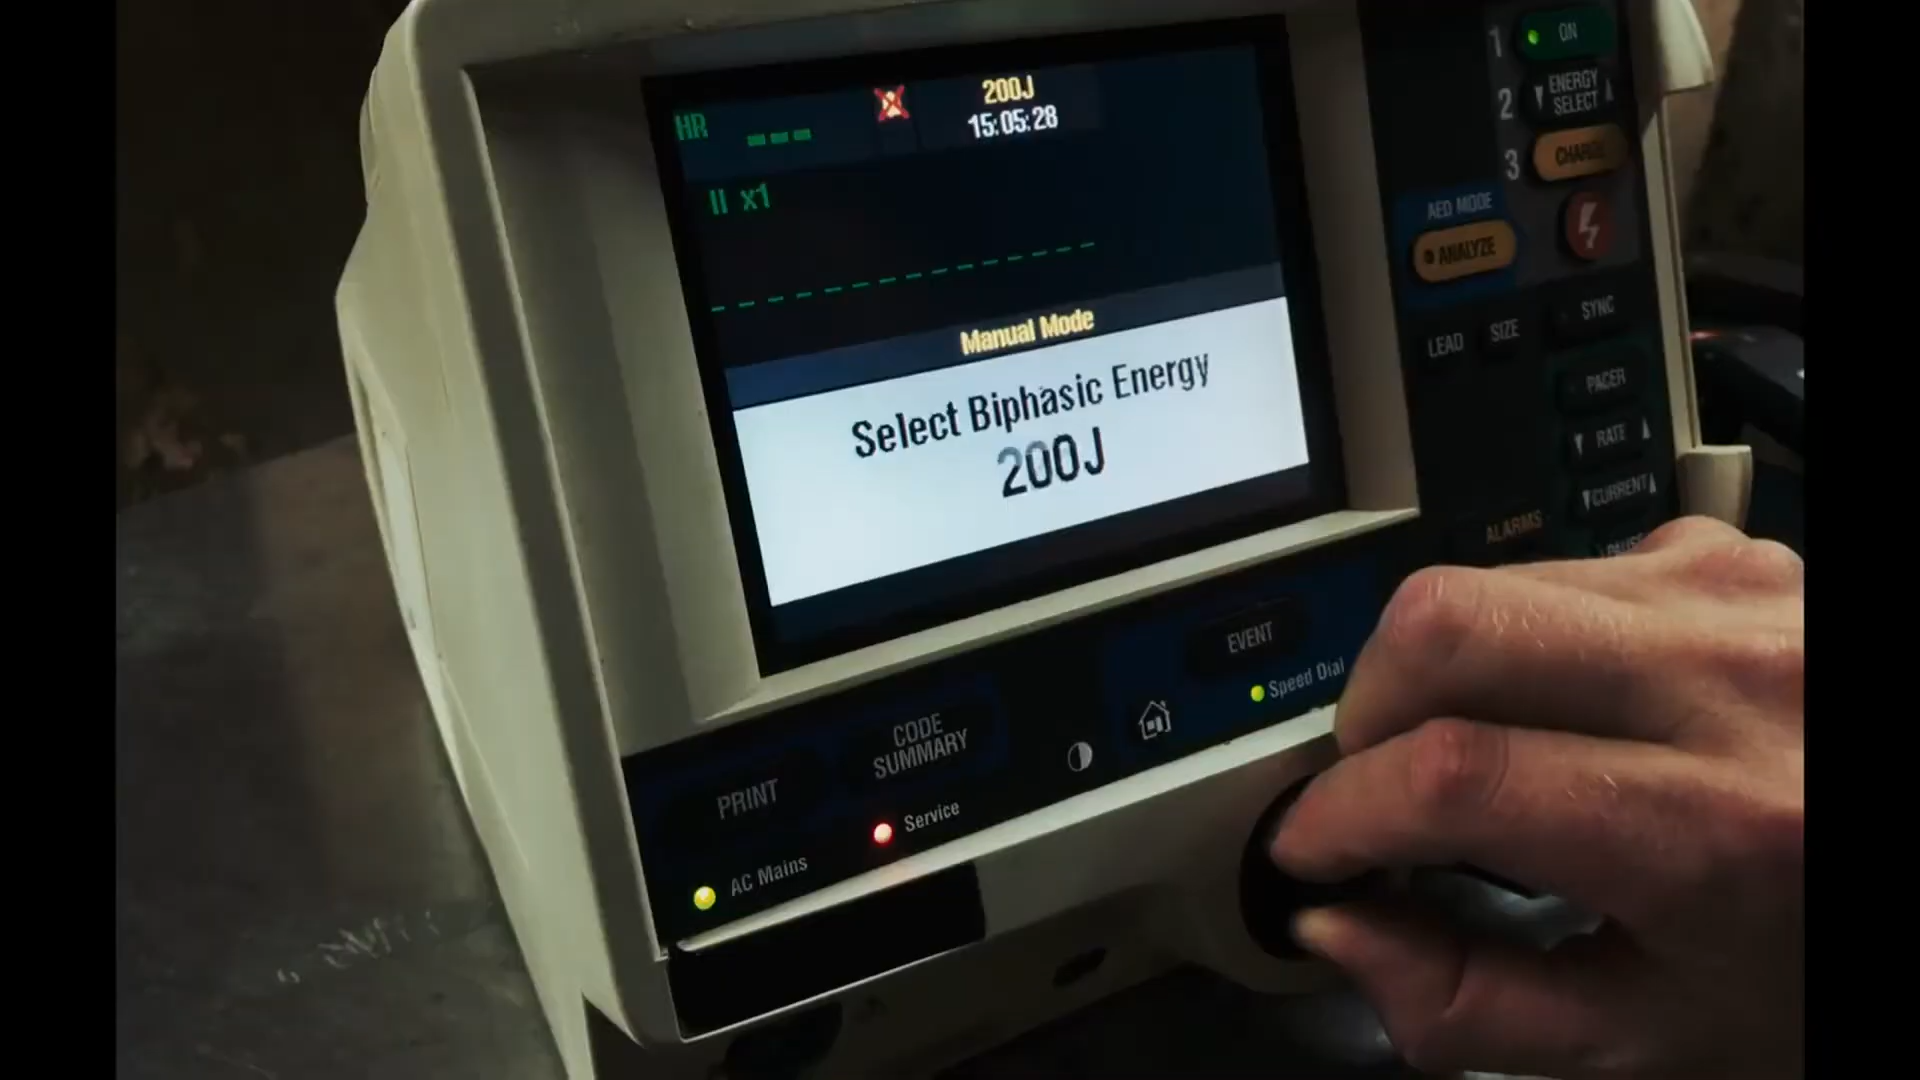 HR ---
200J
15:05:28
II x1
Manual Mode
Select Biphasic Energy
200J
1 ON
2 ENERGY
SELECT
3 CHARGE
AED MODE
ANALYZE
SYNC
LEAD SIZE
PACER
RATE
CURRENT
PAUSE
ALARMS
EVENT
Speed Dial
CODE
SUMMARY
PRINT
Service
AC Mains